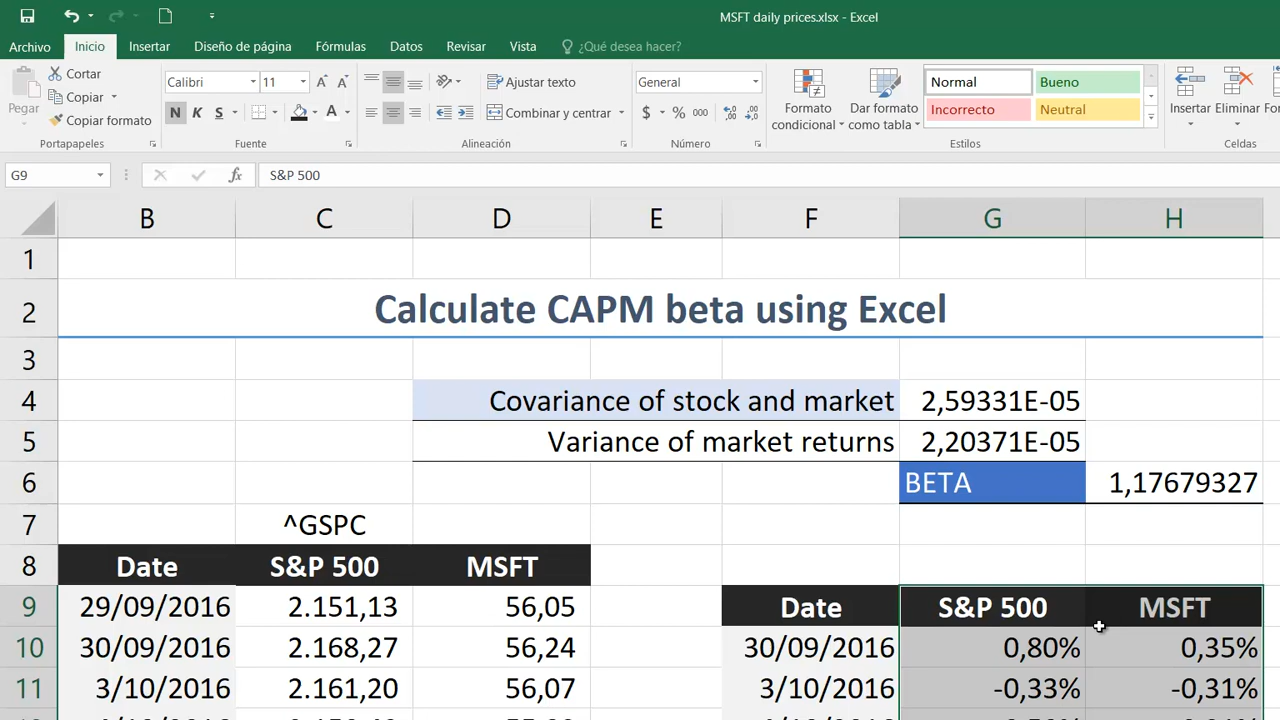 MSFT daily prices.xlsx - Excel
Archivo Inicio Insertar Diseño de página Fórmulas Datos Revisar Vista ¿Qué desea hacer?
Pegar
Cortar
Copiar
Copiar formato
Portapapeles
Calibri 11
N K S A
Fuente
Ajustar texto
Combinar y centrar
Alineación
General
$ % 000
Número
Formato condicional
Dar formato como tabla
Normal Bueno
Incorrecto Neutral
Estilos
Insertar Eliminar
Celdas
G9 fx S&P 500
B C D E F G H
1
2 Calculate CAPM beta using Excel
3
4 Covariance of stock and market 2,59331E-05
5 Variance of market returns 2,20371E-05
6 BETA 1,17679327
7 ^GSPC
8 Date S&P 500 MSFT
9 29/09/2016 2.151,13 56,05 Date S&P 500 MSFT
10 30/09/2016 2.168,27 56,24 30/09/2016 0,80% 0,35%
11 3/10/2016 2.161,20 56,07 3/10/2016 -0,33% -0,31%